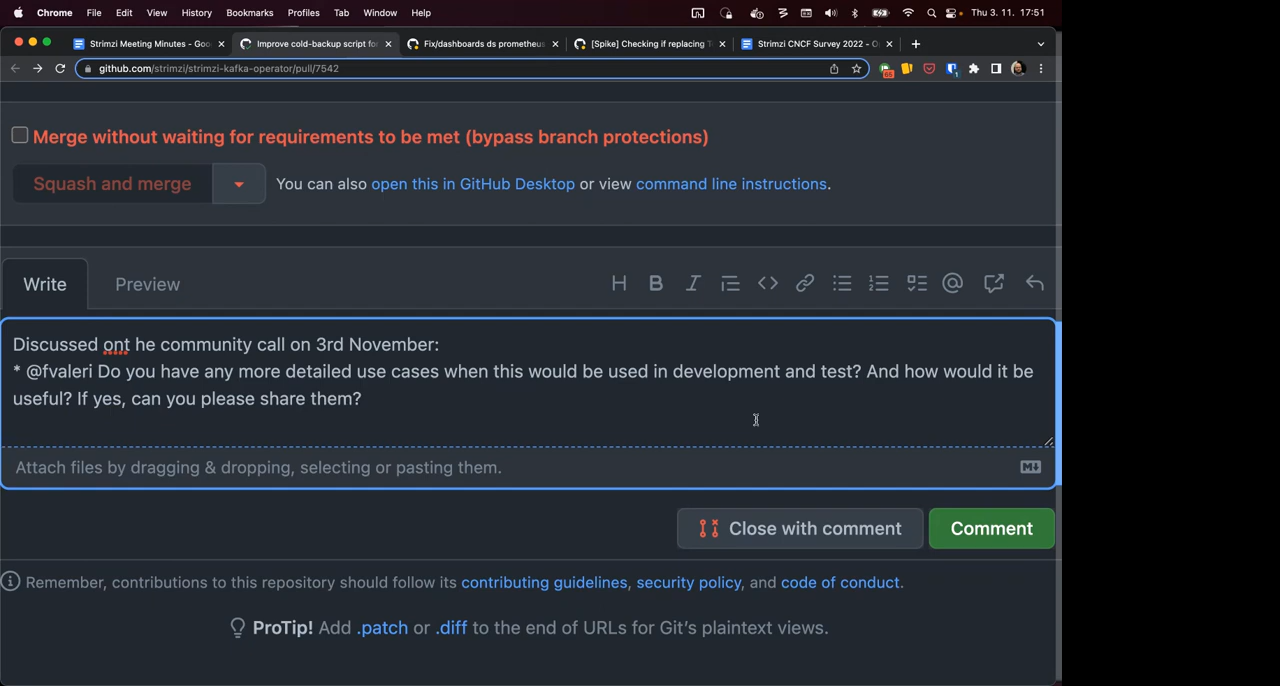 Chrome File Edit View History Bookmarks Profiles Tab Window Help Thu 3. 11. 17:51
Strimzi Meeting Minutes - Goo Improve cold-backup script for Fix/dashboards ds prometheus [Spike] Checking if replacing Strimzi CNCF Survey 2022 - O
github.com/strimzi/strimzi-kafka-operator/pull/7542
Merge without waiting for requirements to be met (bypass branch protections)
Squash and merge You can also open this in GitHub Desktop or view command line instructions.
Write Preview
Discussed ont he community call on 3rd November:
* @fvaleri Do you have any more detailed use cases when this would be used in development and test? And how would it be
useful? If yes, can you please share them?
Attach files by dragging & dropping, selecting or pasting them.
Close with comment Comment
Remember, contributions to this repository should follow its contributing guidelines, security policy, and code of conduct.
ProTip! Add .patch or .diff to the end of URLs for Git's plaintext views.